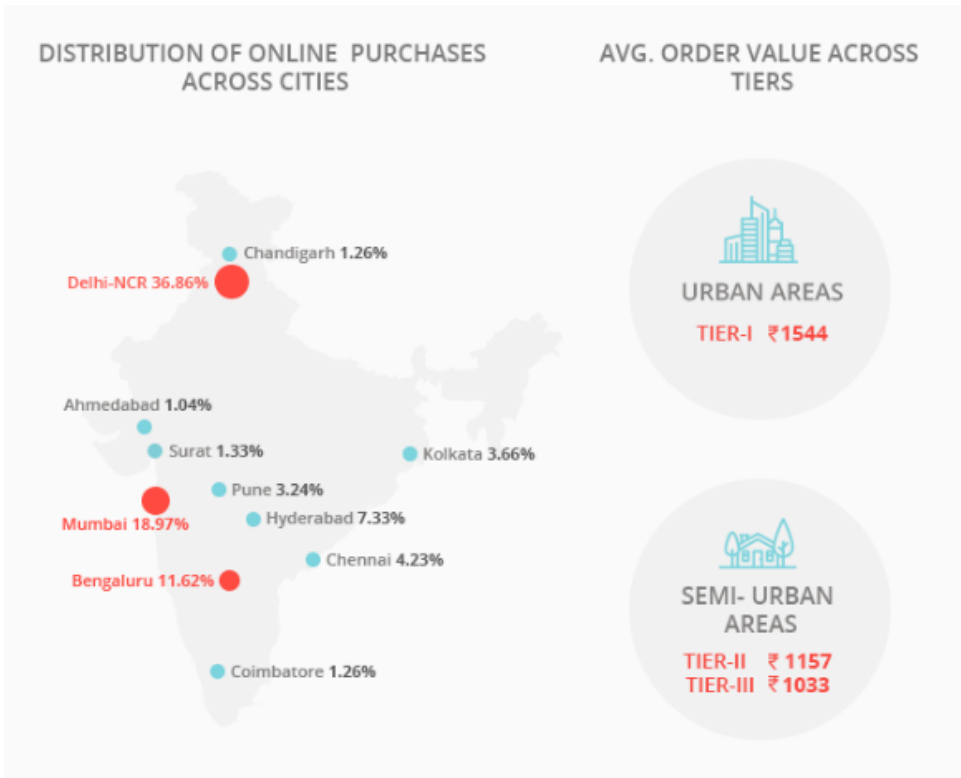 DISTRIBUTION OF ONLINE PURCHASES
ACROSS CITIES
Chandigarh 1.26%
Delhi-NCR 36.86%
Ahmedabad 1.04%
Surat 1.33%
Kolkata 3.66%
Pune 3.24%
Mumbai 18.97%
Hyderabad 7.33%
Chennai 4.23%
Bengaluru 11.62%
Coimbatore 1.26%
AVG. ORDER VALUE ACROSS
TIERS
URBAN AREAS
TIER-I ₹1544
SEMI- URBAN
AREAS
TIER-II ₹ 1157
TIER-III ₹ 1033